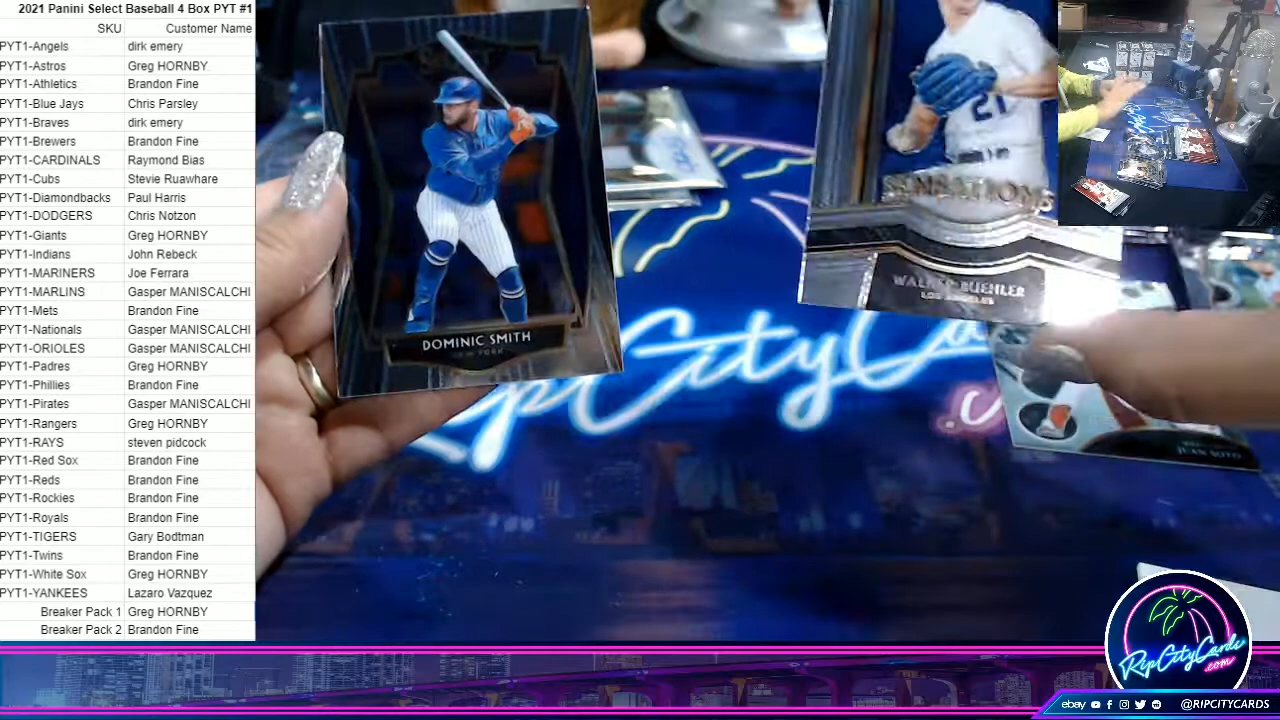 2021 Panini Select Baseball 4 Box PYT #1
SKU Customer Name
PYT1-Angels dirk emery
PYT1-Astros Greg HORNBY
PYT1-Athletics Brandon Fine
PYT1-Blue Jays Chris Parsley
PYT1-Braves dirk emery
PYT1-Brewers Brandon Fine
PYT1-CARDINALS Raymond Bias
PYT1-Cubs Stevie Ruawhare
PYT1-Diamondbacks Paul Harris
PYT1-DODGERS Chris Notzon
PYT1-Giants Greg HORNBY
PYT1-Indians John Rebeck
PYT1-MARINERS Joe Ferrara
PYT1-MARLINS Gasper MANISCALCHI
PYT1-Mets Brandon Fine
PYT1-Nationals Gasper MANISCALCHI
PYT1-ORIOLES Gasper MANISCALCHI
PYT1-Padres Greg HORNBY
PYT1-Phillies Brandon Fine
PYT1-Pirates Gasper MANISCALCHI
PYT1-Rangers Greg HORNBY
PYT1-RAYS steven pidcock
PYT1-Red Sox Brandon Fine
PYT1-Reds Brandon Fine
PYT1-Rockies Brandon Fine
PYT1-Royals Brandon Fine
PYT1-TIGERS Gary Bodtman
PYT1-Twins Brandon Fine
PYT1-White Sox Greg HORNBY
PYT1-YANKEES Lazaro Vazquez
Breaker Pack 1 Greg HORNBY
Breaker Pack 2 Brandon Fine
DOMINIC SMITH
NEW YORK
21
SENSATIONS
WALKER BUEHLER
LOS ANGELES
JUAN SOTO
RipCityCa
.c
RipCityCards
.com
ebay @RIPCITYCARDS